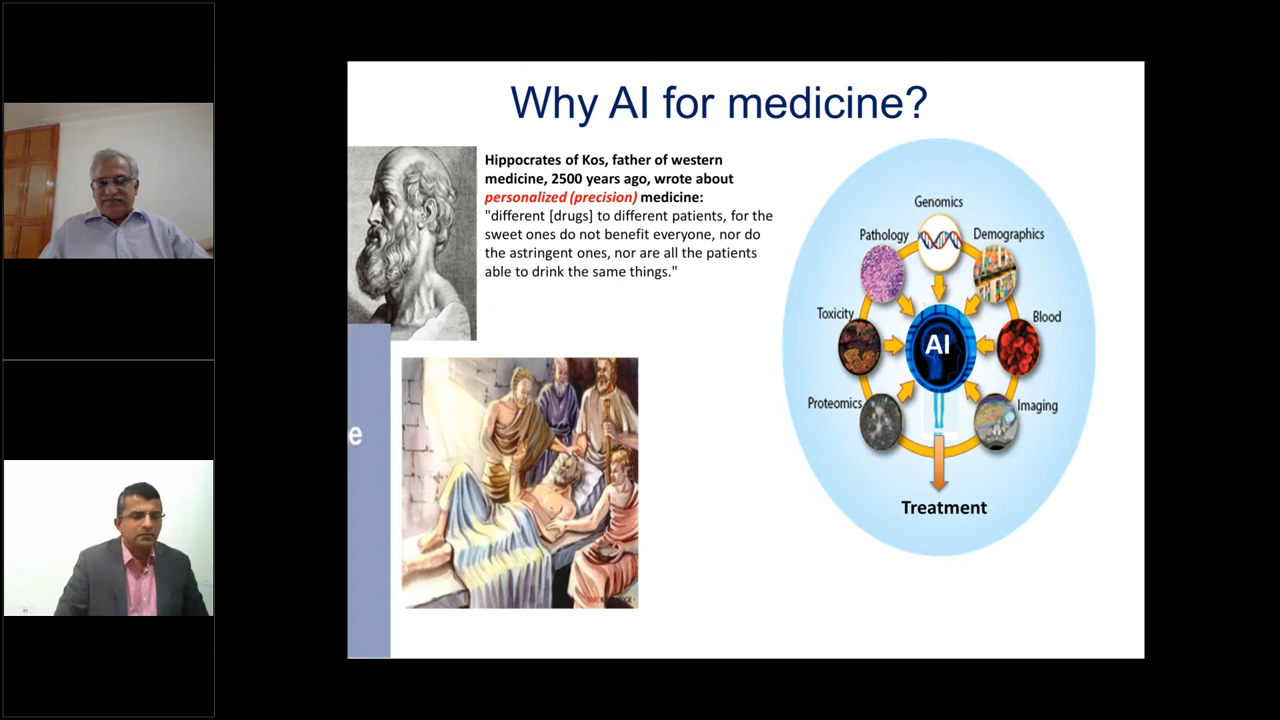 Why AI for medicine?
Hippocrates of Kos, father of western
medicine, 2500 years ago, wrote about
personalized (precision) medicine:
"different [drugs] to different patients, for the
sweet ones do not benefit everyone, nor do
the astringent ones, nor are all the patients
able to drink the same things."
e
Genomics
Pathology
Demographics
Toxicity
Blood
AI
Proteomics
Imaging
Treatment